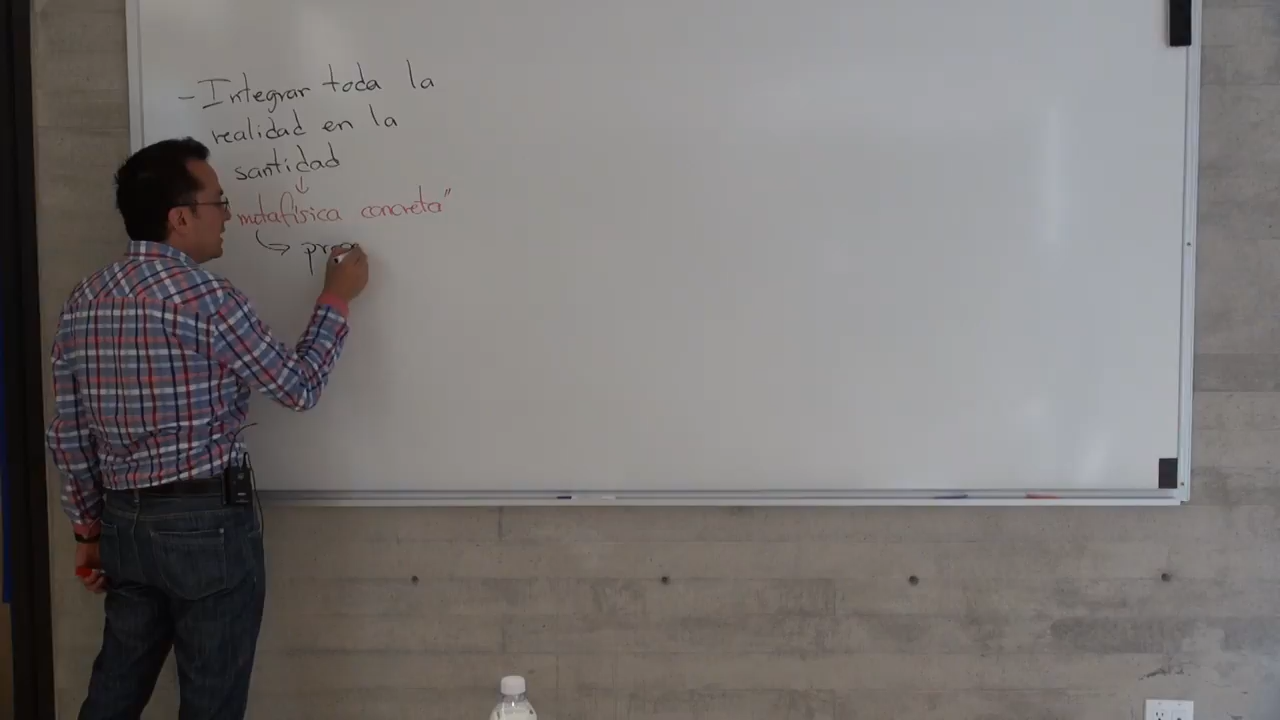 - Integrar toda la
realidad en la
santidad
↓
metafísica concreta"
↳